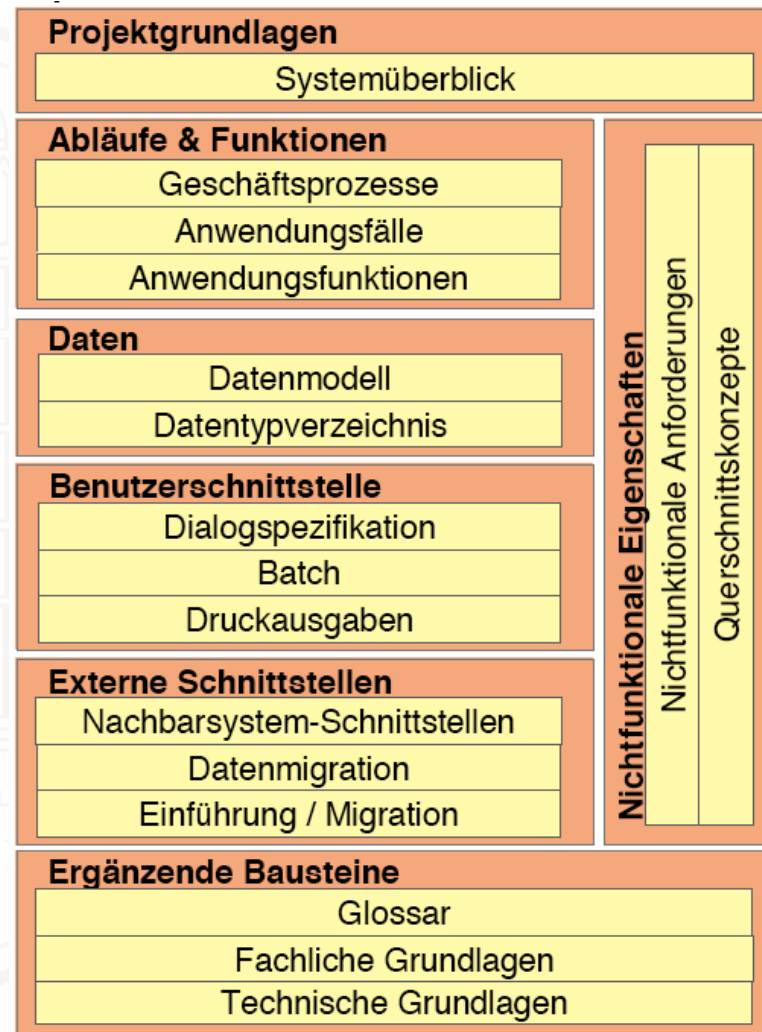 Projektgrundlagen
Systemüberblick
Abläufe & Funktionen
Geschäftsprozesse
Anwendungsfälle
Anwendungsfunktionen
Daten
Datenmodell
Datentypverzeichnis
Benutzerschnittstelle
Dialogspezifikation
Batch
Druckausgaben
Externe Schnittstellen
Nachbarsystem-Schnittstellen
Datenmigration
Einführung / Migration
Nichtfunktionale Eigenschaften
Nichtfunktionale Anforderungen
Querschnittskonzepte
Ergänzende Bausteine
Glossar
Fachliche Grundlagen
Technische Grundlagen